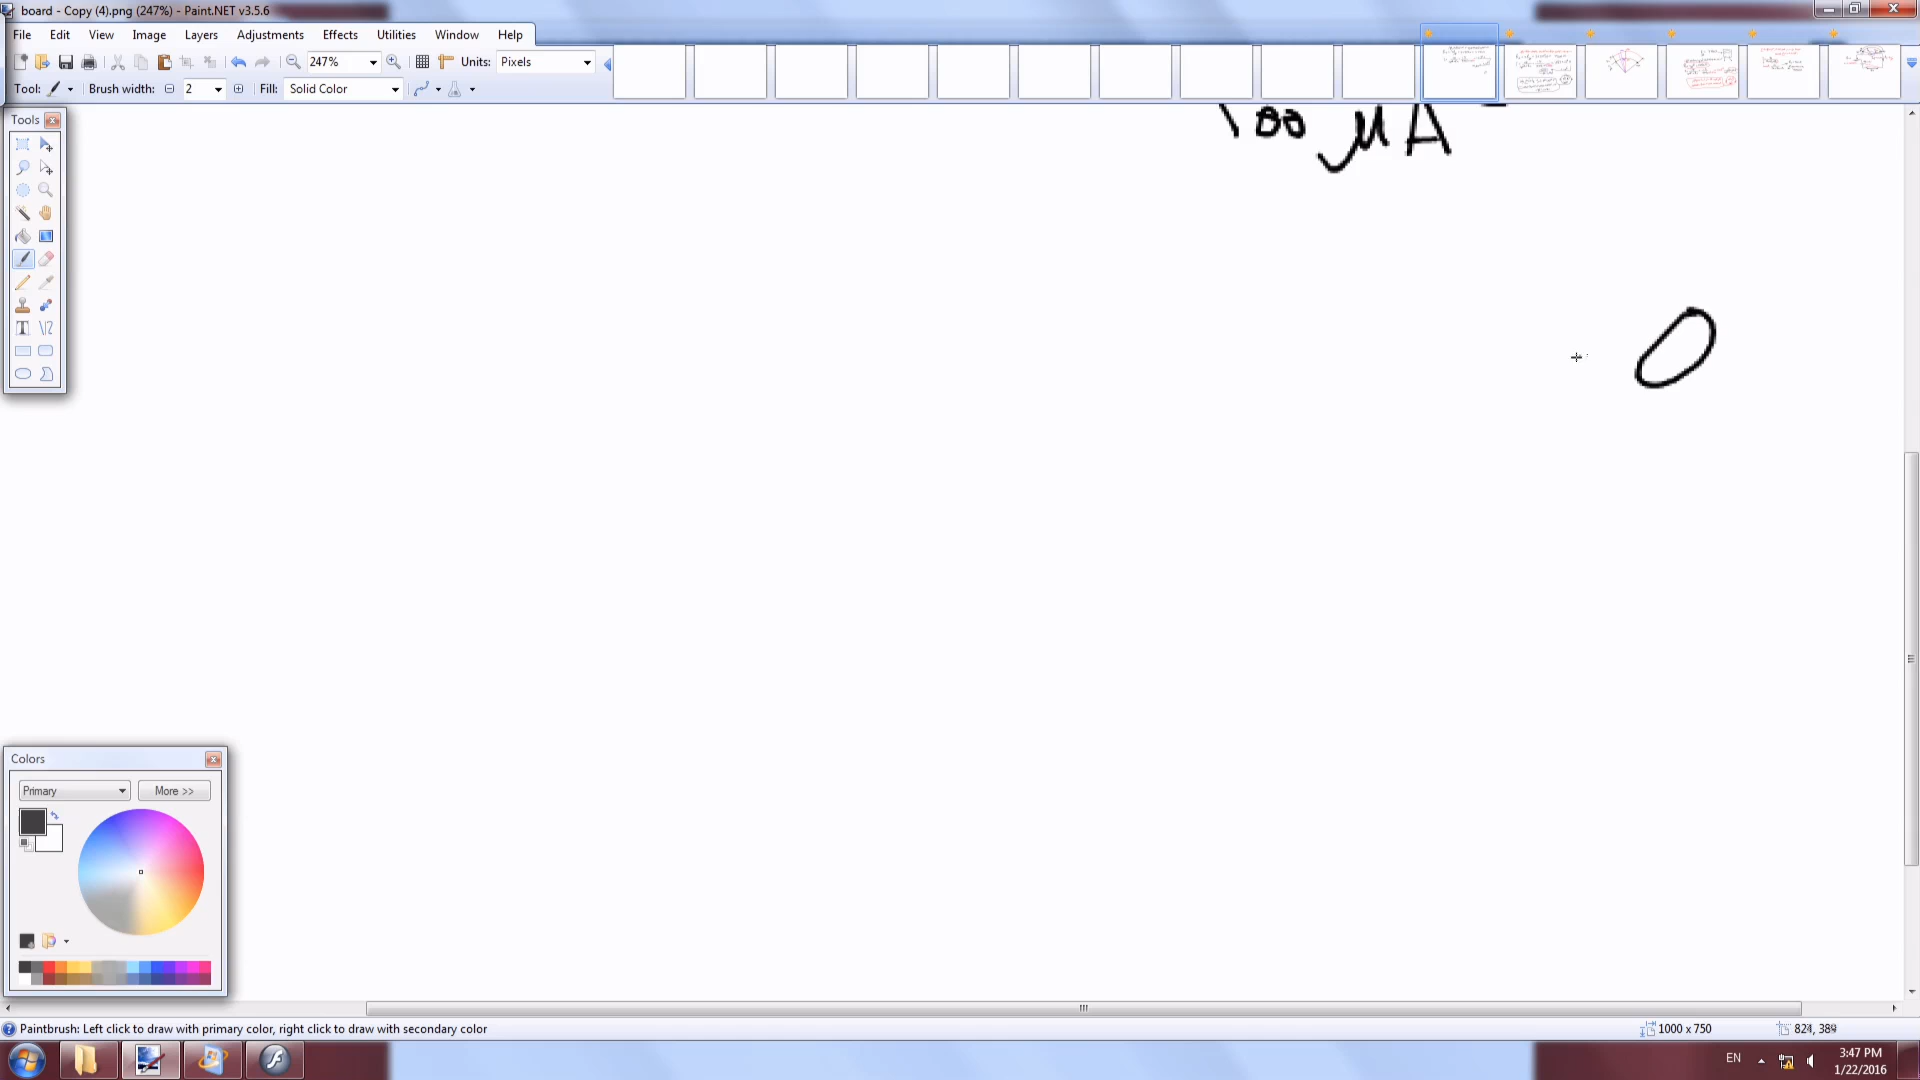 board - Copy (4).png (247%) - Paint.NET v3.5.6
File Edit View Image Layers Adjustments Effects Utilities Window Help
247% Units: Pixels
Tool: Brush width: 2 Fill: Solid Color
Tools
100 μA
0
Colors
Primary More >>
Paintbrush: Left click to draw with primary color, right click to draw with secondary color
1000 x 750
EN
3:47 PM
1/22/2016